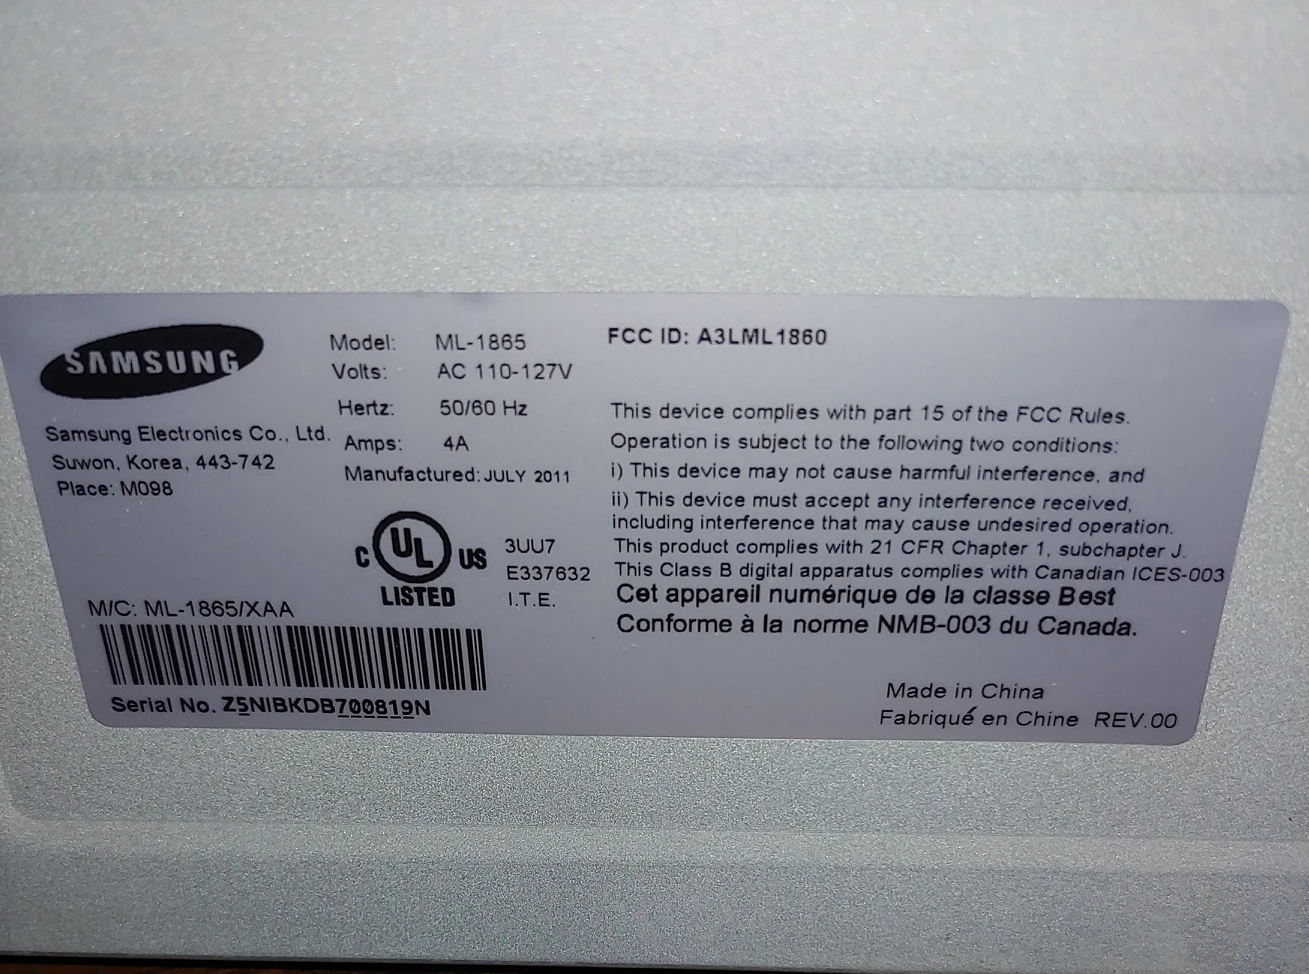 SAMSUNG
Samsung Electronics Co., Ltd.
Suwon, Korea, 443-742
Place: M098
Model: ML-1865
Volts: AC 110-127V
Hertz: 50/60 Hz
Amps: 4A
Manufactured: JULY 2011
C UL US
LISTED
3UU7
E337632
I.T.E.
M/C: ML-1865/XAA
Serial No. Z5NIBKDB700819N
FCC ID: A3LML1860
This device complies with part 15 of the FCC Rules.
Operation is subject to the following two conditions:
i) This device may not cause harmful interference, and
ii) This device must accept any interference received,
including interference that may cause undesired operation.
This product complies with 21 CFR Chapter 1, subchapter J.
This Class B digital apparatus complies with Canadian ICES-003
Cet appareil numérique de la classe B est
Conforme à la norme NMB-003 du Canada.
Made in China
Fabriqué en Chine REV.00